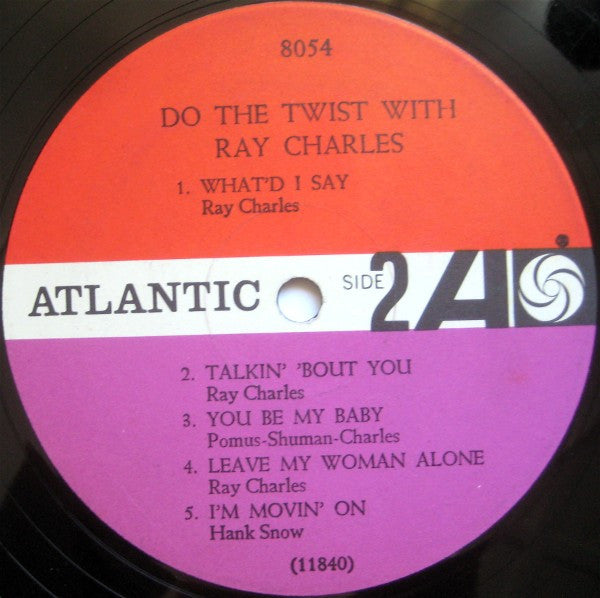 8054
DO THE TWIST WITH
RAY CHARLES
1. WHAT'D I SAY
Ray Charles
ATLANTIC SIDE 2 A
2. TALKIN' 'BOUT YOU
Ray Charles
3. YOU BE MY BABY
Pomus-Shuman-Charles
4. LEAVE MY WOMAN ALONE
Ray Charles
5. I'M MOVIN' ON
Hank Snow
(11840)